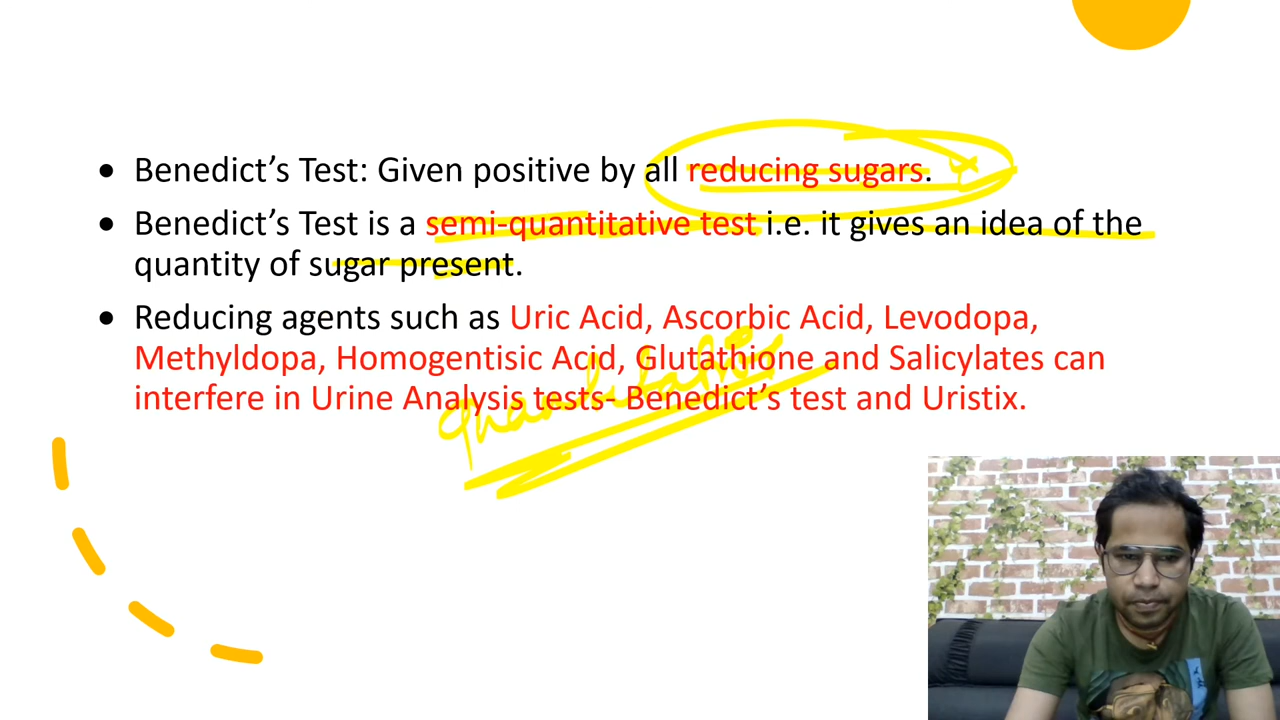 • Benedict’s Test: Given positive by all reducing sugars.
• Benedict’s Test is a semi-quantitative test i.e. it gives an idea of the
quantity of sugar present.
• Reducing agents such as Uric Acid, Ascorbic Acid, Levodopa,
Methyldopa, Homogentisic Acid, Glutathione and Salicylates can
interfere in Urine Analysis tests- Benedict’s test and Uristix.